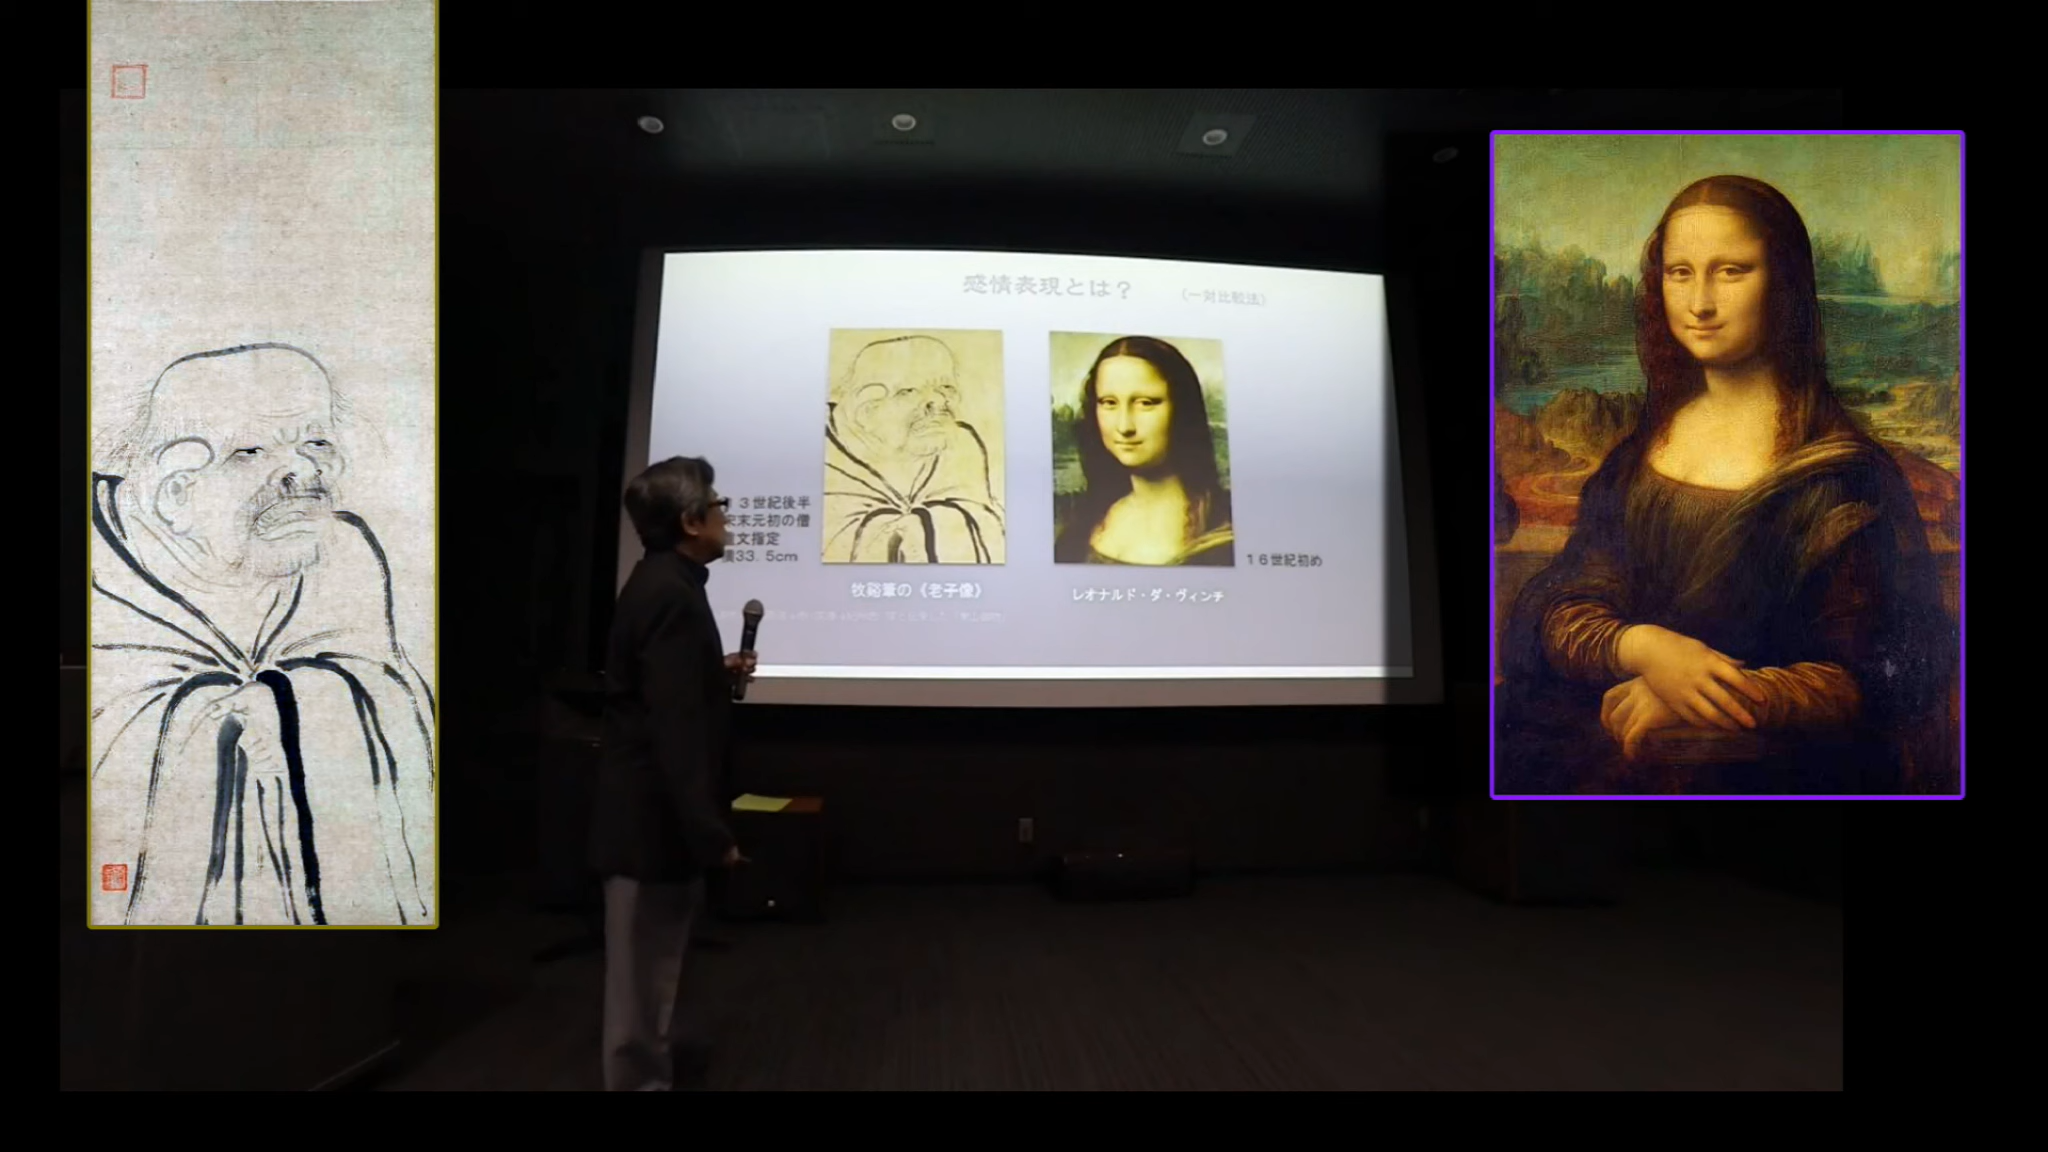 感情表現とは？ （一対比較法）
１３世紀後半
宋末元初の僧
重文指定
横33.5cm
牧谿筆の《老子像》
１６世紀初め
レオナルド・ダ・ヴィンチ